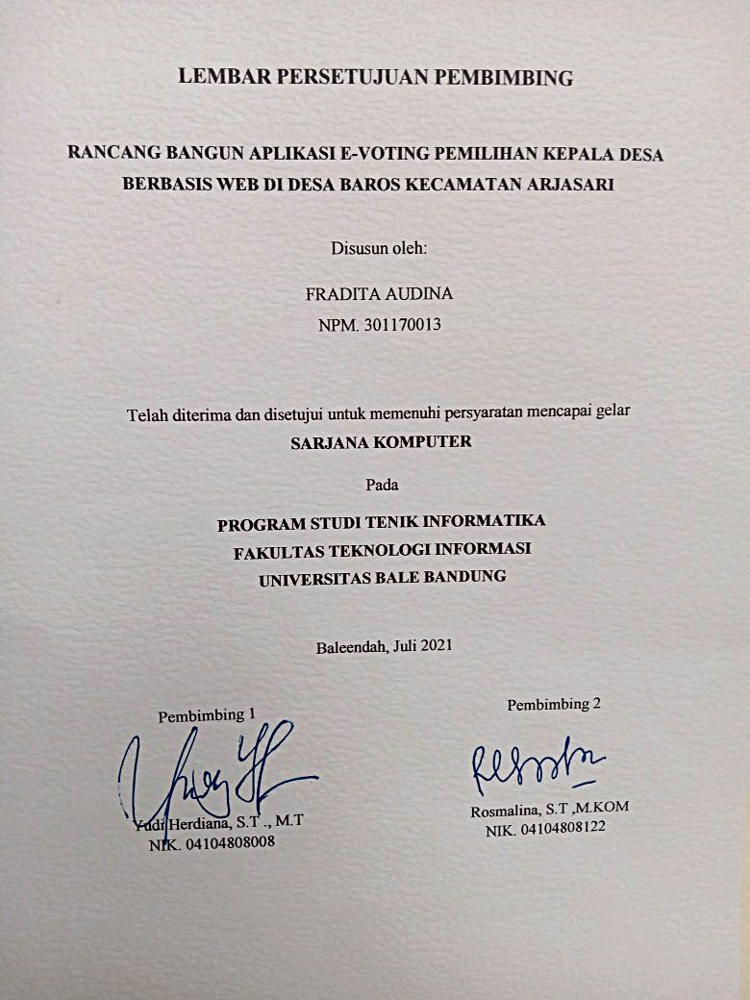 LEMBAR PERSETUJUAN PEMBIMBING
RANCANG BANGUN APLIKASI E-VOTING PEMILIHAN KEPALA DESA
BERBASIS WEB DI DESA BAROS KECAMATAN ARJASARI
Disusun oleh:
FRADITA AUDINA
NPM. 301170013
Telah diterima dan disetujui untuk memenuhi persyaratan mencapai gelar
SARJANA KOMPUTER
Pada
PROGRAM STUDI TENIK INFORMATIKA
FAKULTAS TEKNOLOGI INFORMASI
UNIVERSITAS BALE BANDUNG
Baleendah, Juli 2021
Pembimbing 1
Yudi Herdiana, S.T ., M.T
NIK. 04104808008
Pembimbing 2
Rosmalina, S.T ,M.KOM
NIK. 04104808122